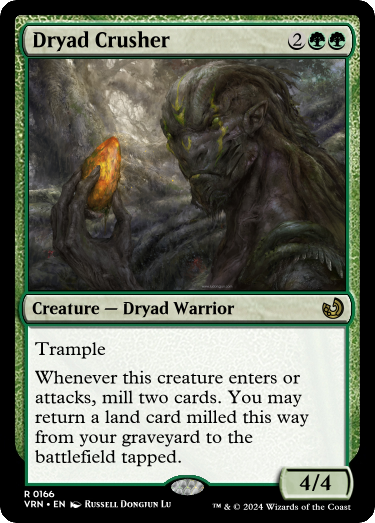 Dryad Crusher 2
Creature — Dryad Warrior
Trample
Whenever this creature enters or
attacks, mill two cards. You may
return a land card milled this way
from your graveyard to the
battlefield tapped.
4/4
R 0166
VRN • EN Russell Dongjun Lu
™ & © 2024 Wizards of the Coast